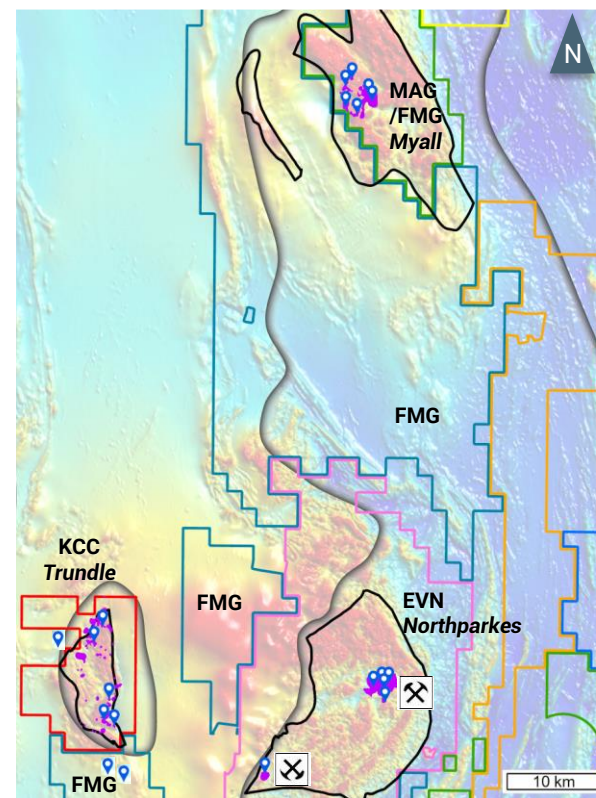 N
MAG
/FMG
Myall
FMG
KCC
Trundle
FMG
EVN
Northparkes
FMG
10 km